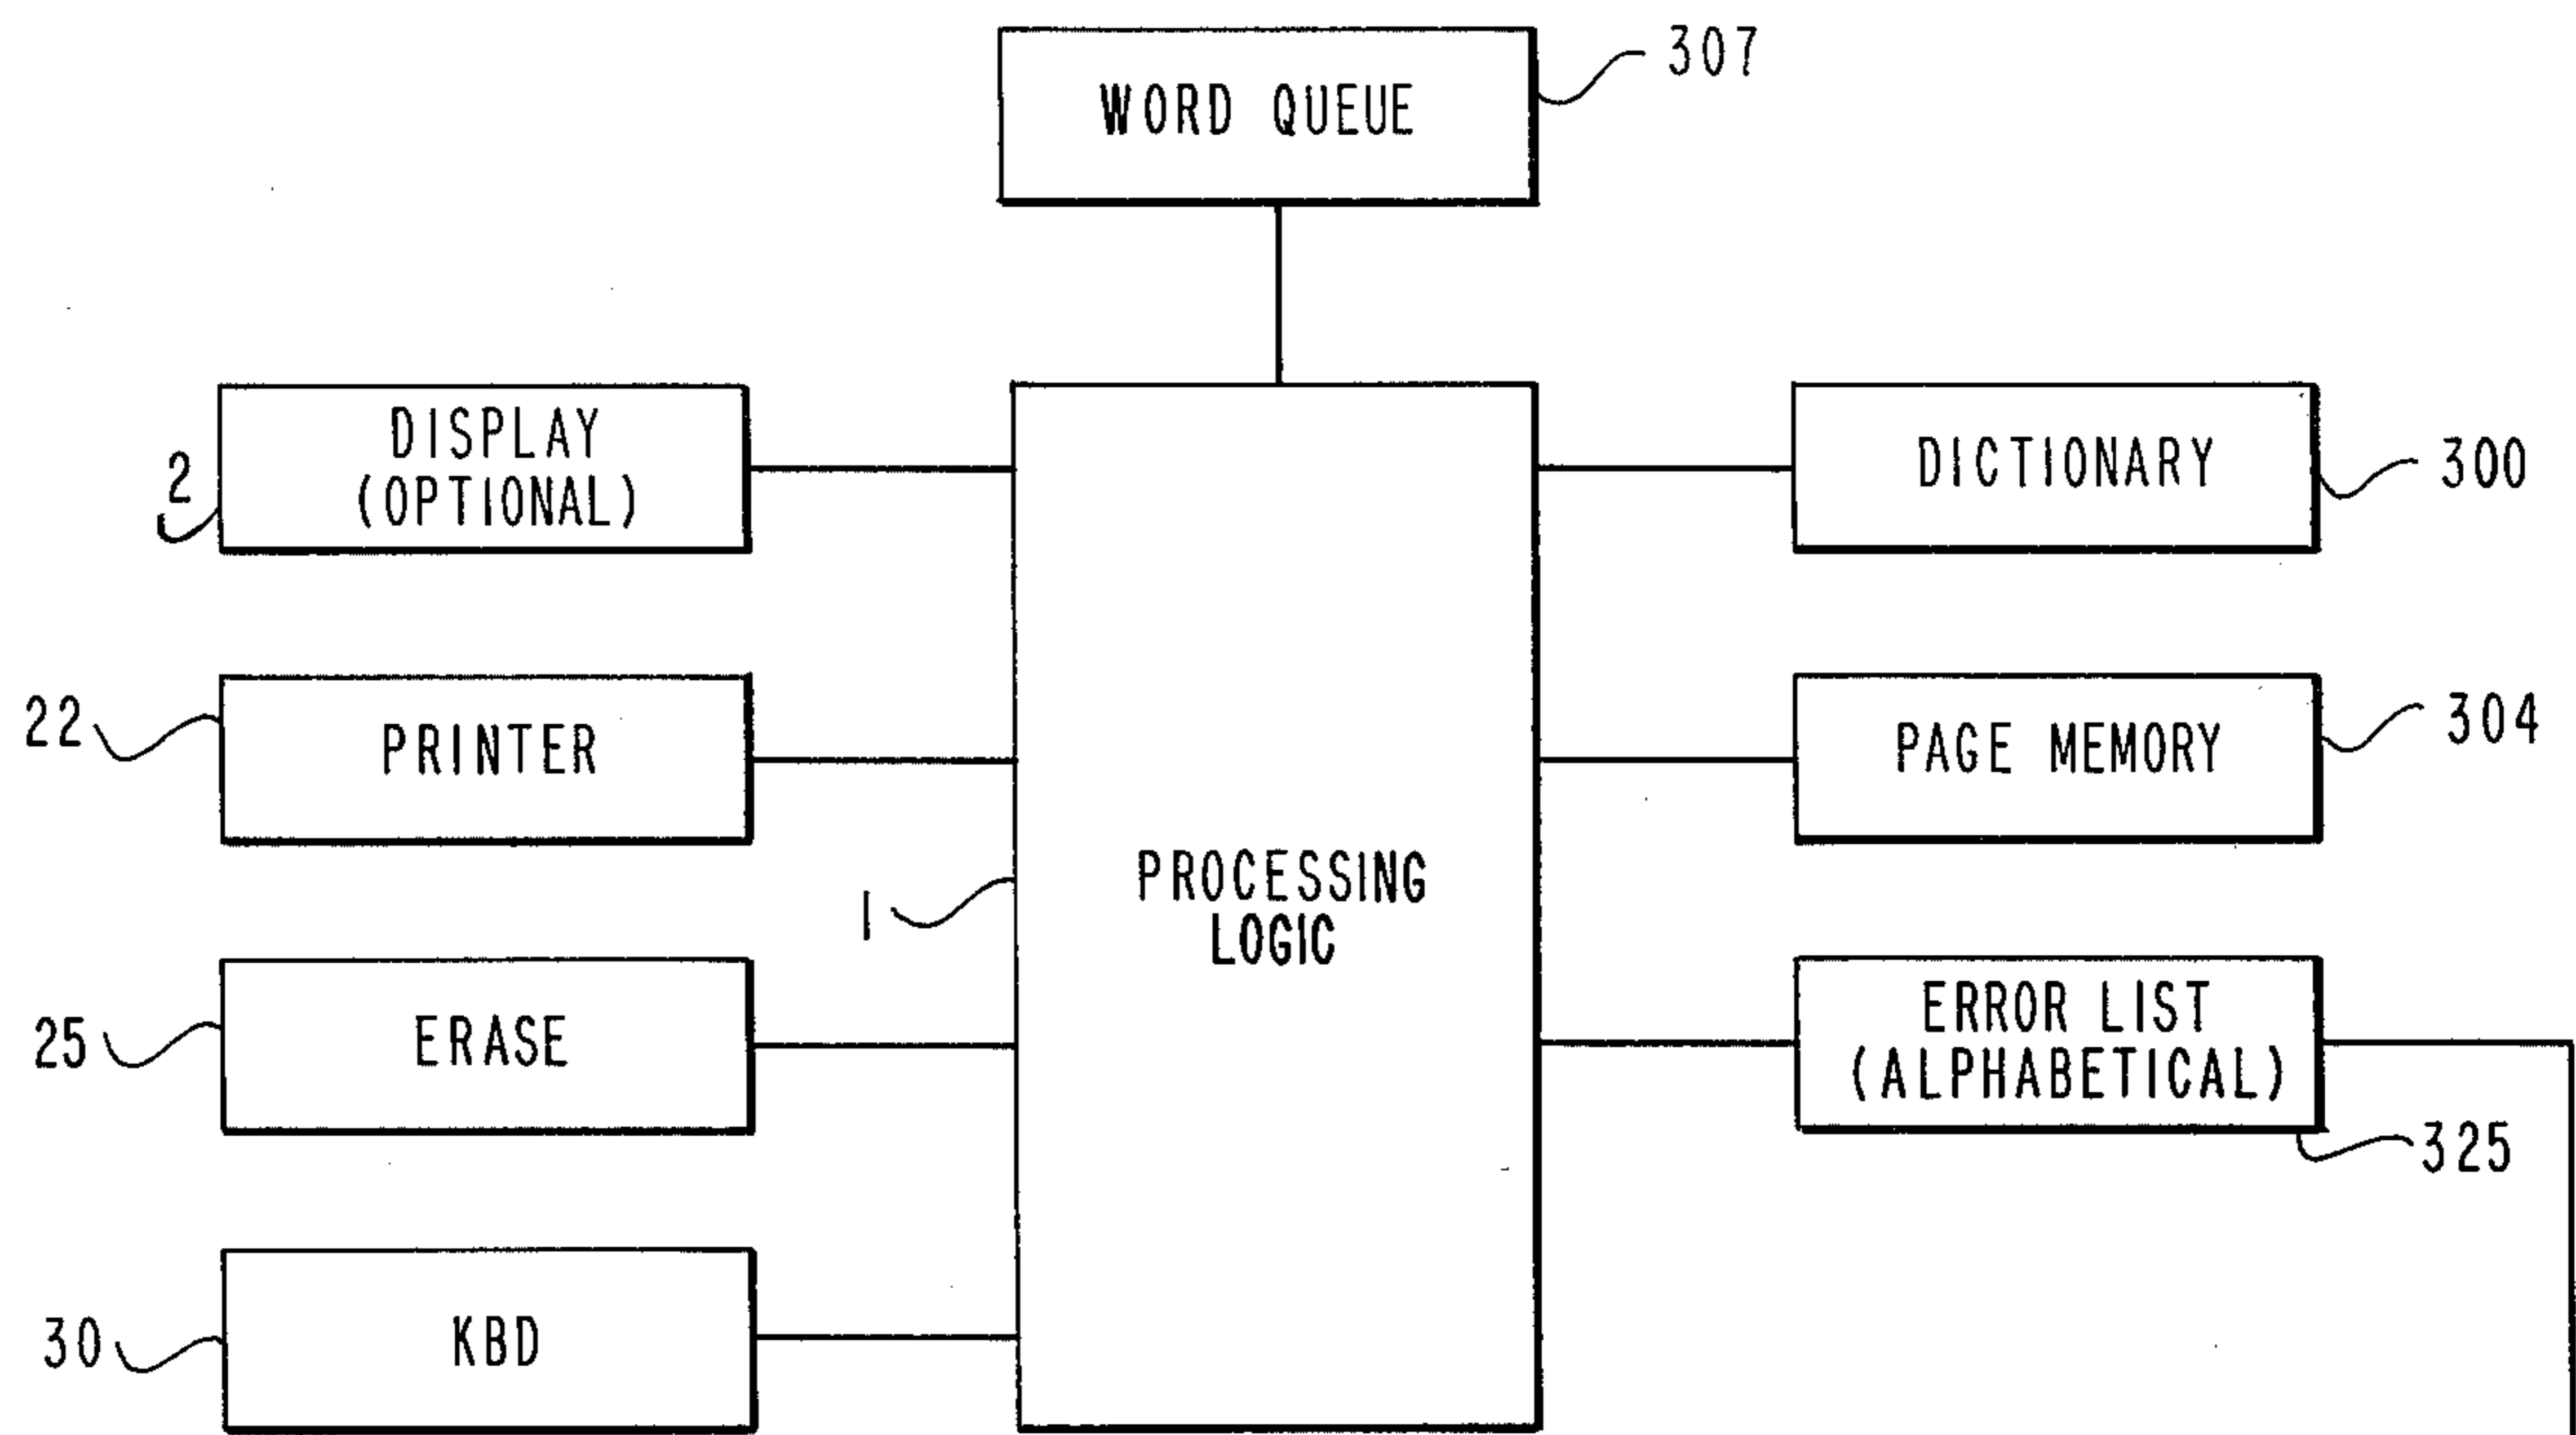 WORD QUEUE
307
DISPLAY
(OPTIONAL)
2
DICTIONARY
300
22
PRINTER
PAGE MEMORY
304
1
PROCESSING
LOGIC
25
ERASE
ERROR LIST
(ALPHABETICAL)
325
30
KBD